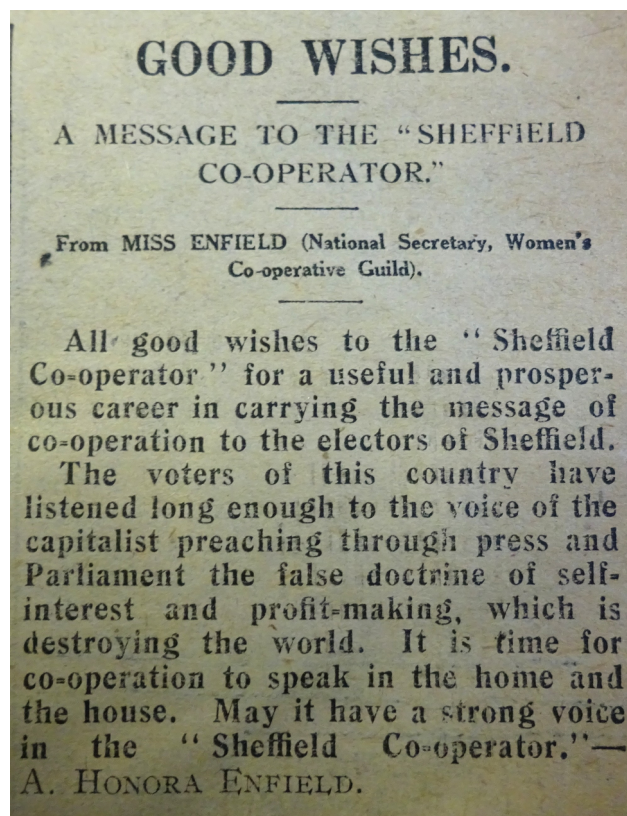 GOOD WISHES.
A MESSAGE TO THE “SHEFFIELD
CO-OPERATOR.”
From MISS ENFIELD (National Secretary, Women's
Co-operative Guild).
All good wishes to the “Sheffield
Co-operator” for a useful and prosper-
ous career in carrying the message of
co-operation to the electors of Sheffield.
The voters of this country have
listened long enough to the voice of the
capitalist preaching through press and
Parliament the false doctrine of self-
interest and profit-making, which is
destroying the world. It is time for
co-operation to speak in the home and
the house. May it have a strong voice
in the “Sheffield Co-operator.”—
A. HONORA ENFIELD.